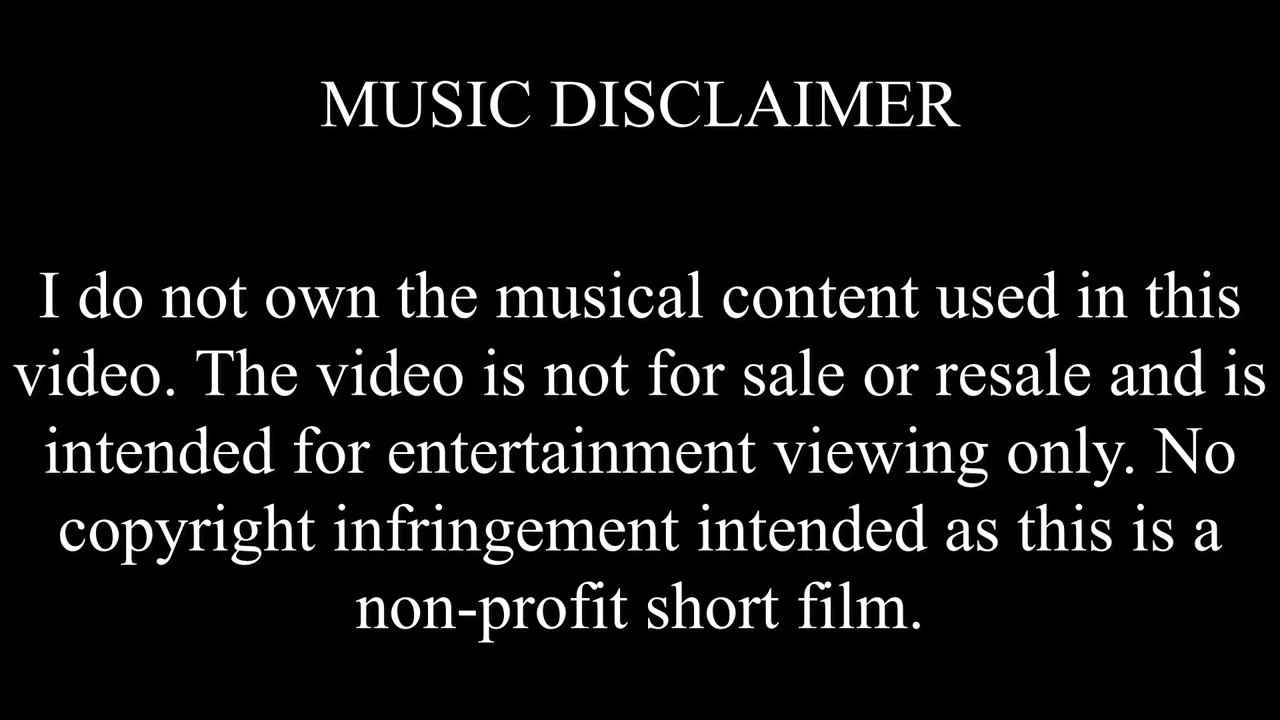 MUSIC DISCLAIMER
I do not own the musical content used in this
video. The video is not for sale or resale and is
intended for entertainment viewing only. No
copyright infringement intended as this is a
non-profit short film.